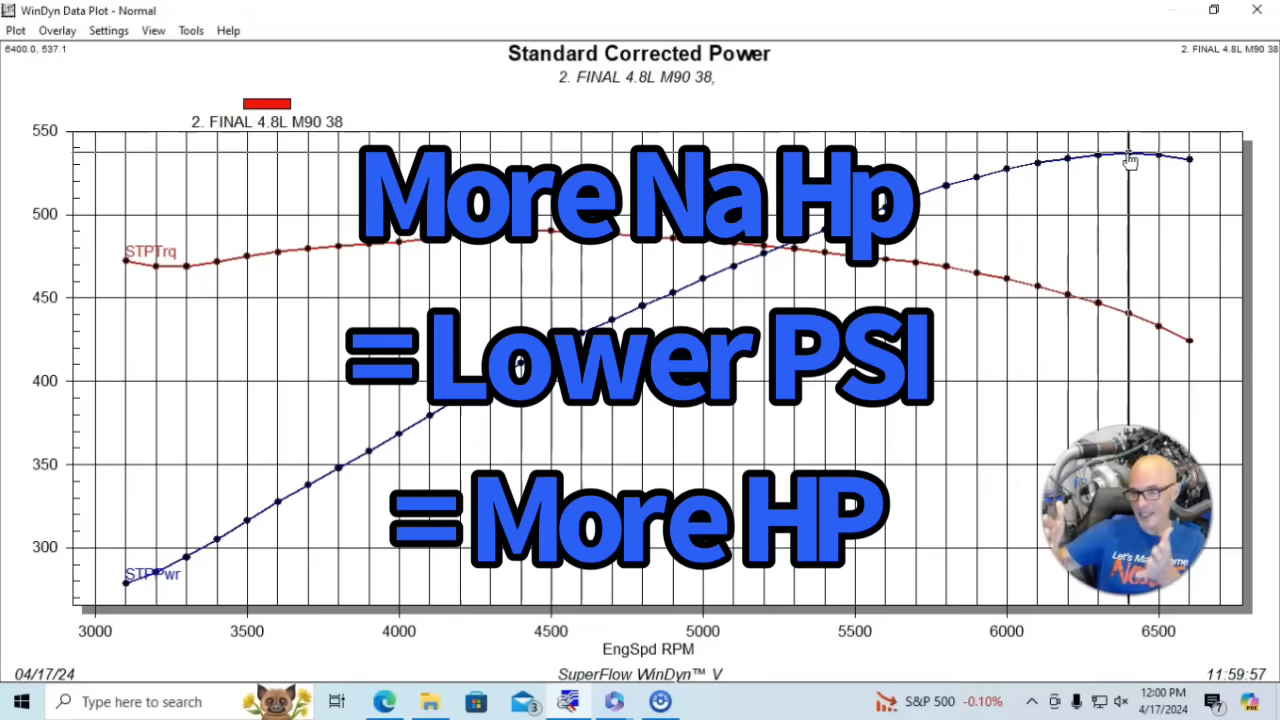 WinDyn Data Plot - Normal
Plot Overlay Settings View Tools Help
6400.0, 537.1
2. FINAL 4.8L M90 38
Standard Corrected Power
2. FINAL 4.8L M90 38,
2. FINAL 4.8L M90 38
550
500
450
400
350
300
STPTrq
STPPwr
More Na Hp
= Lower PSI
= More HP
3000 3500 4000 4500 5000 5500 6000 6500
EngSpd RPM
04/17/24
SuperFlow WinDyn™ V
11:59:57
Type here to search
3
S&P 500 -0.10%
12:00 PM
4/17/2024
7
PRE